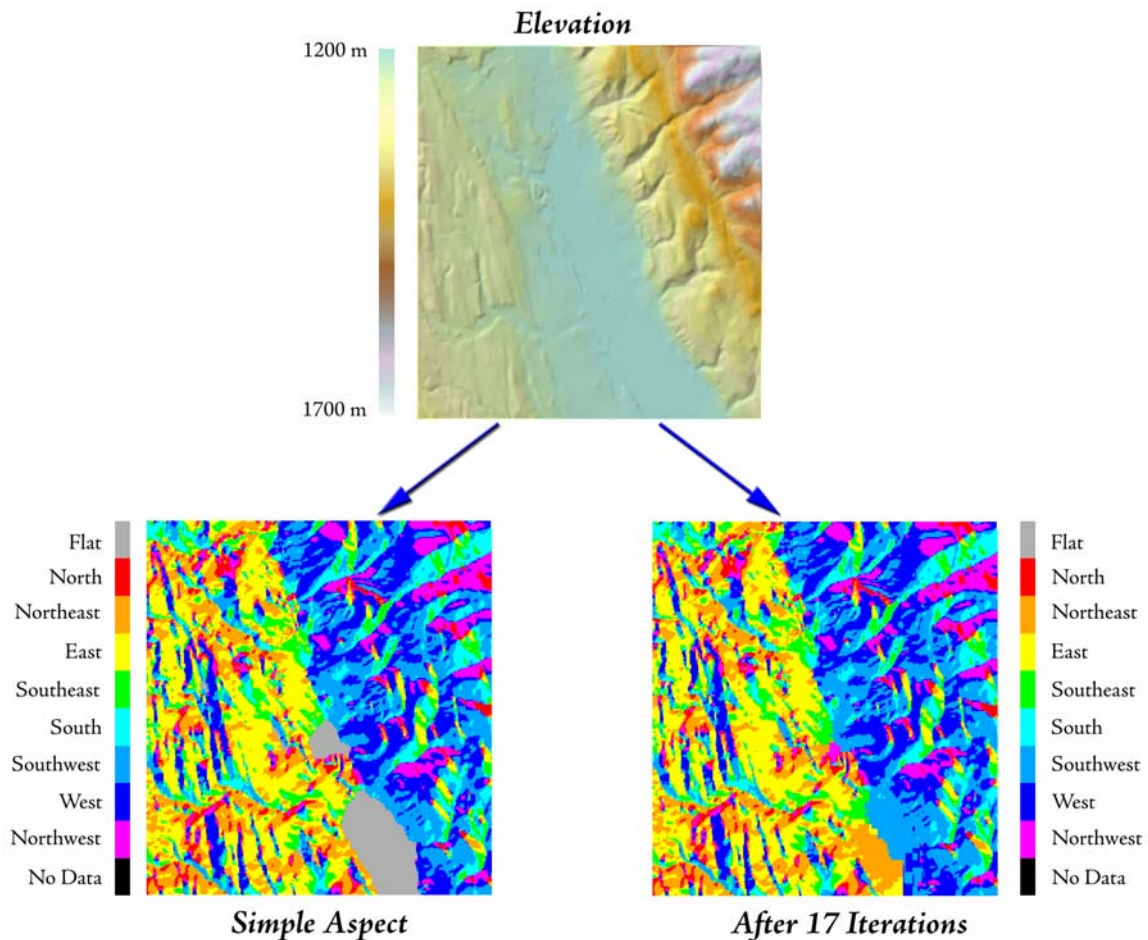 Elevation
1200 m
1700 m
Flat
North
Northeast
East
Southeast
South
Southwest
West
Northwest
No Data
Simple Aspect
Flat
North
Northeast
East
Southeast
South
Southwest
West
Northwest
No Data
After 17 Iterations